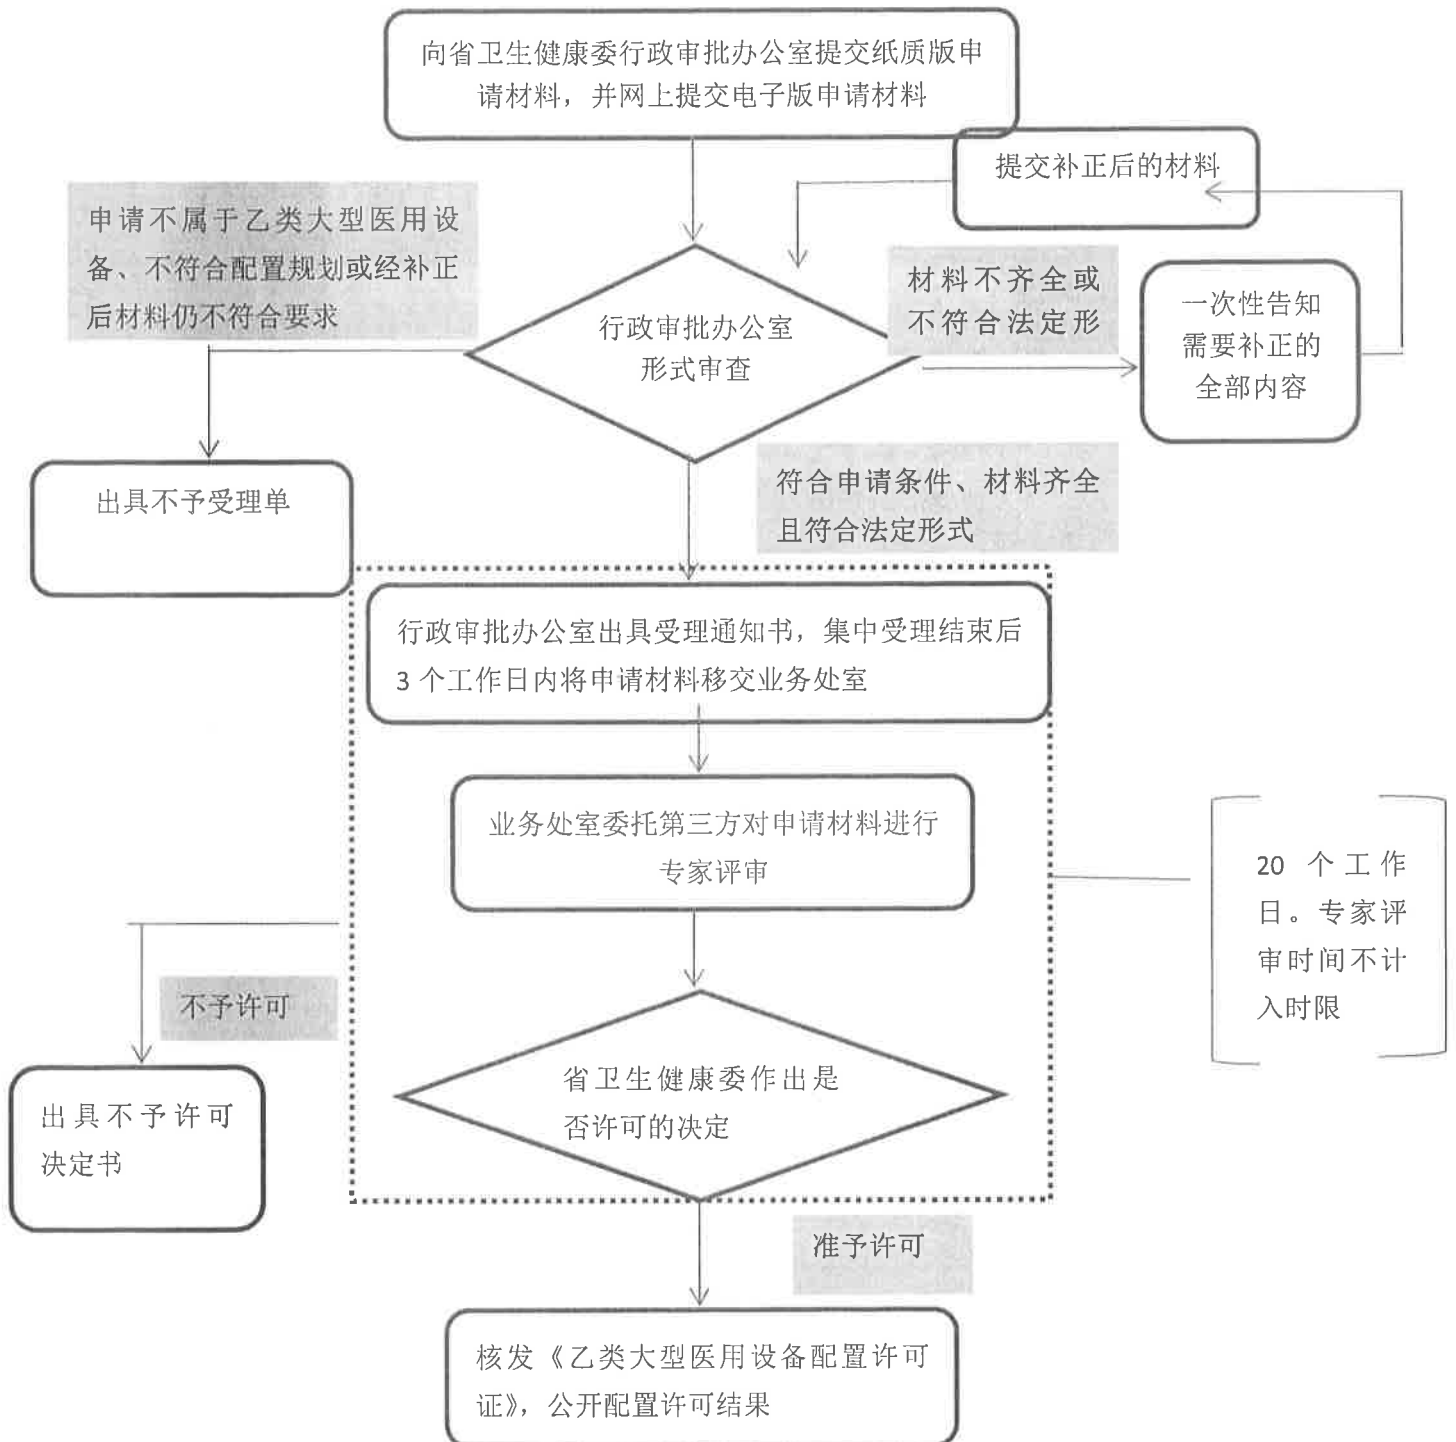 向省卫生健康委行政审批办公室提交纸质版申
请材料，并网上提交电子版申请材料
提交补正后的材料
申请不属于乙类大型医用设
备、不符合配置规划或经补正
后材料仍不符合要求
材料不齐全或
不符合法定形
一次性告知
需要补正的
全部内容
行政审批办公室
形式审查
出具不予受理单
符合申请条件、材料齐全
且符合法定形式
行政审批办公室出具受理通知书，集中受理结束后
3 个工作日内将申请材料移交业务处室
业务处室委托第三方对申请材料进行
专家评审
20 个工作
日。专家评
审时间不计
入时限
不予许可
省卫生健康委作出是
否许可的决定
出具不予许可
决定书
准予许可
核发《乙类大型医用设备配置许可
证》，公开配置许可结果